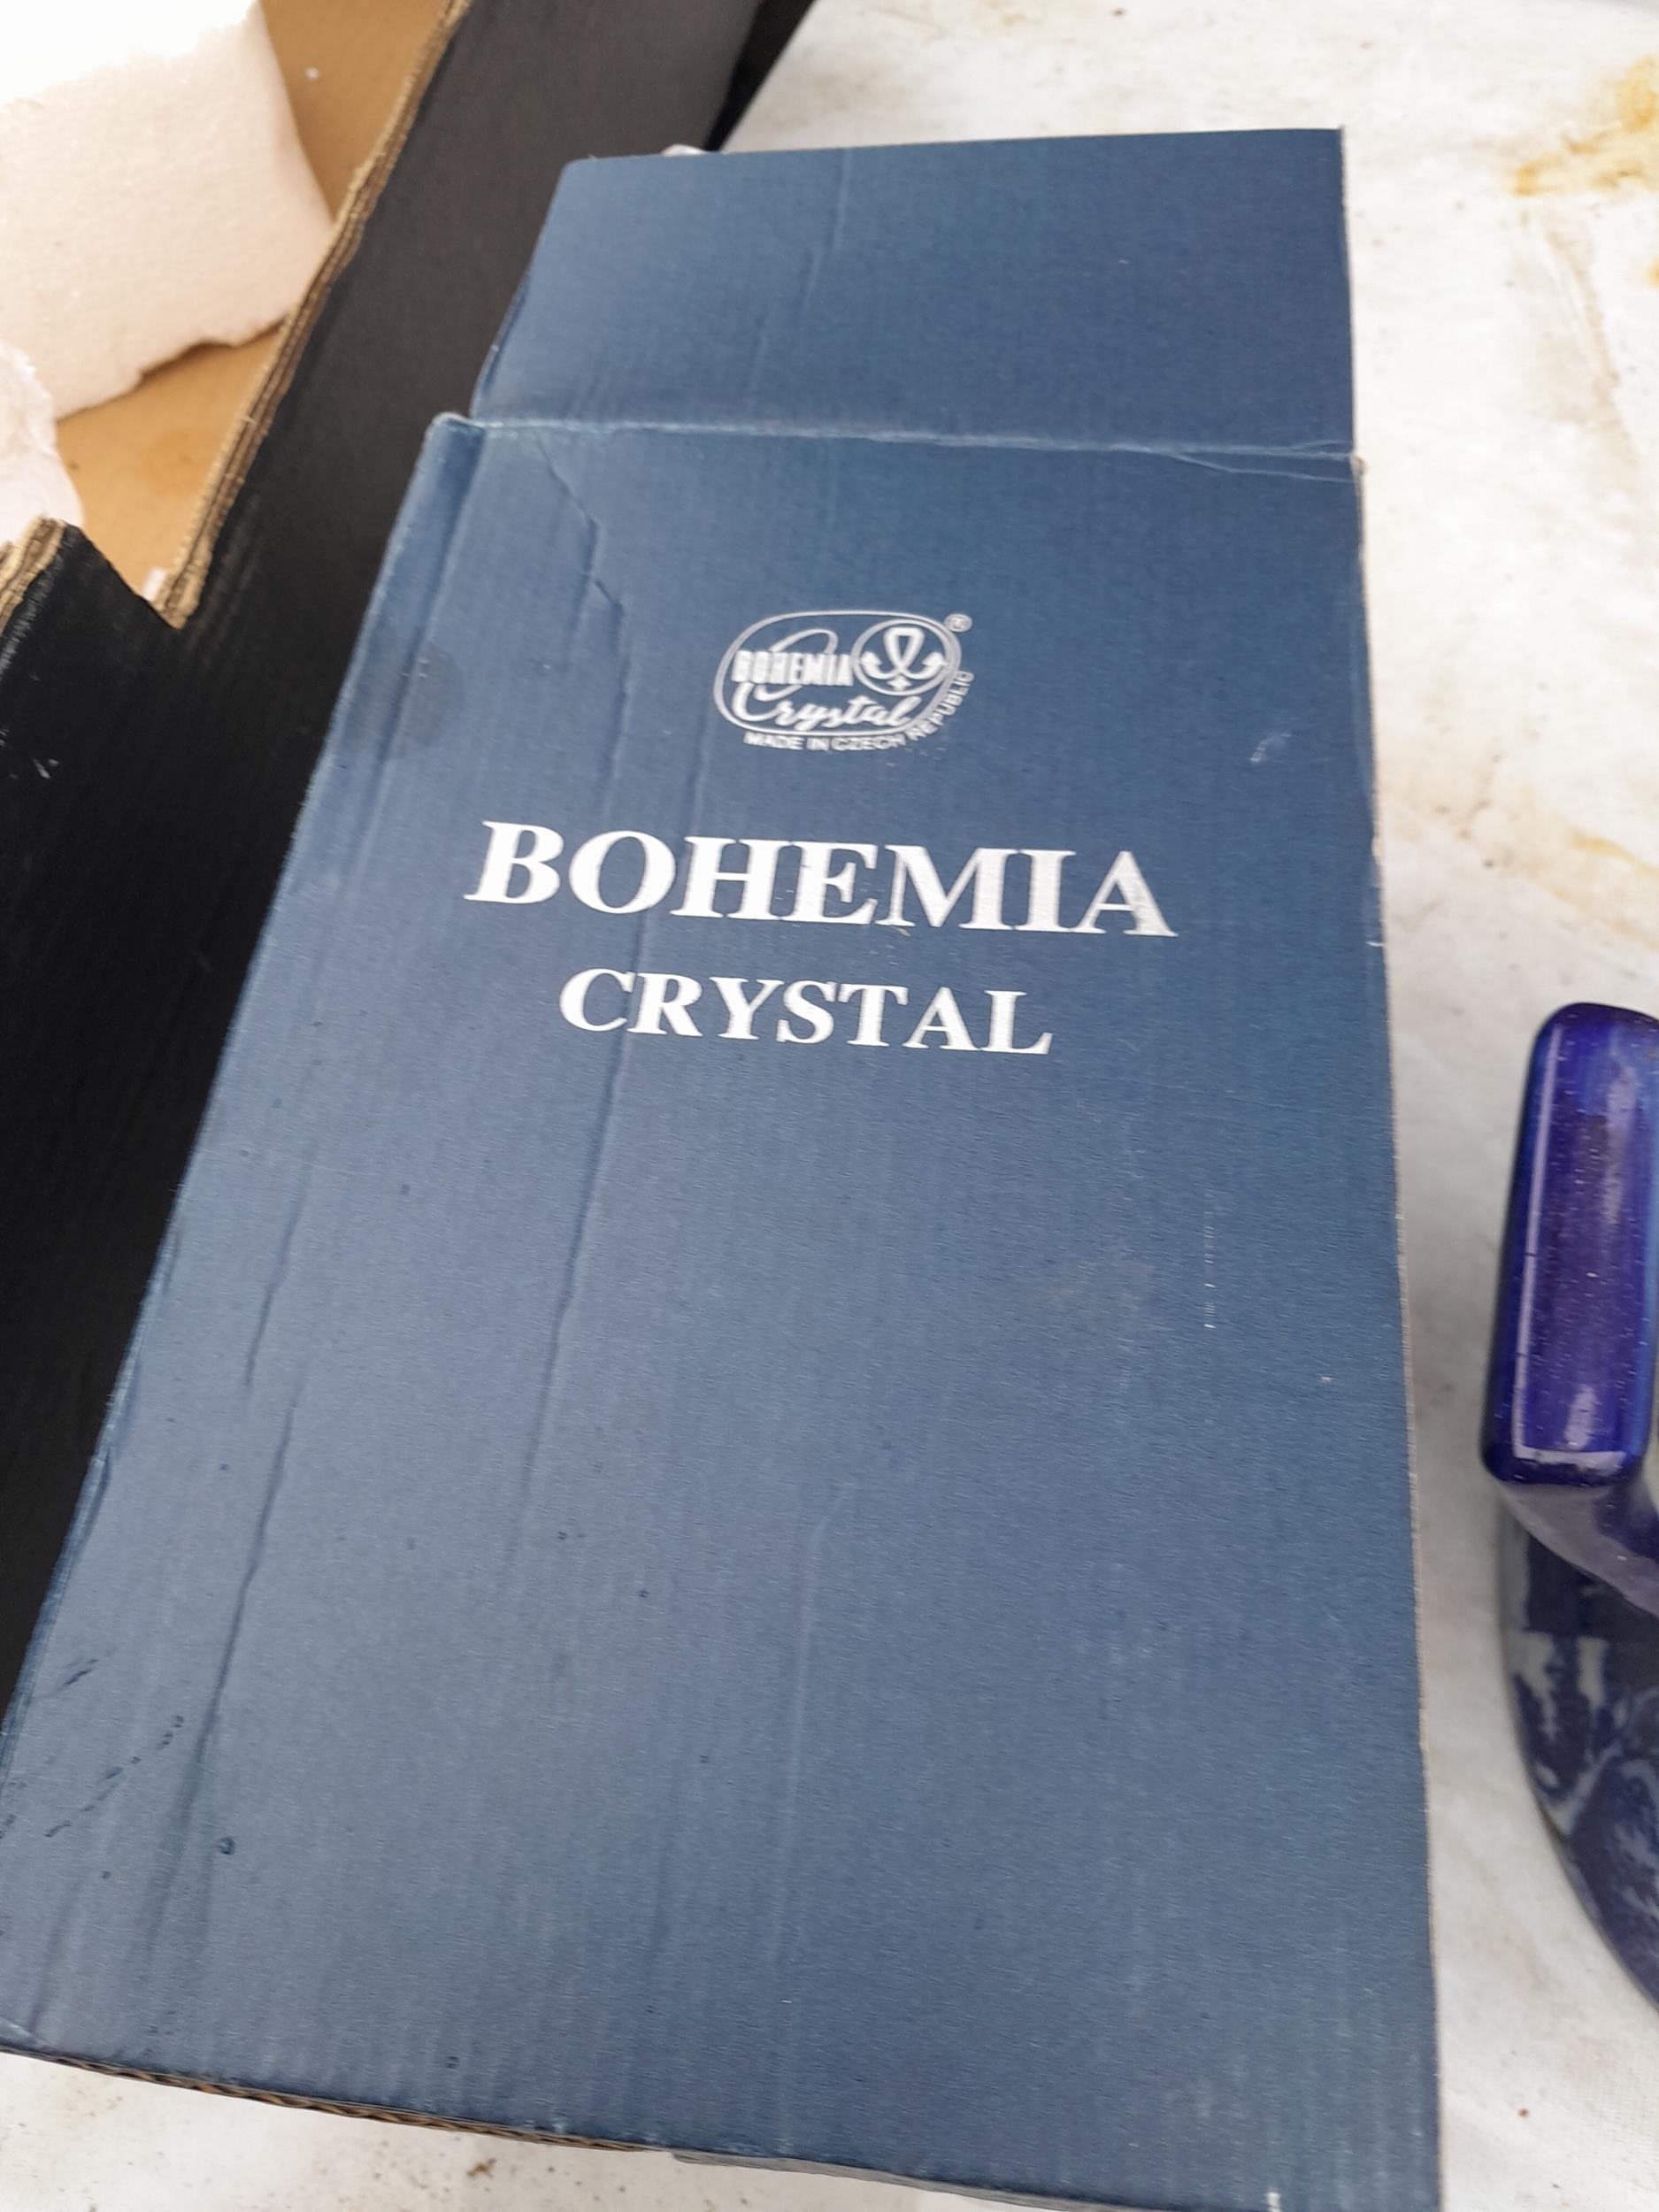 BOHEMIA
Crystal
®
MADE IN CZECH REPUBLIC
BOHEMIA
CRYSTAL